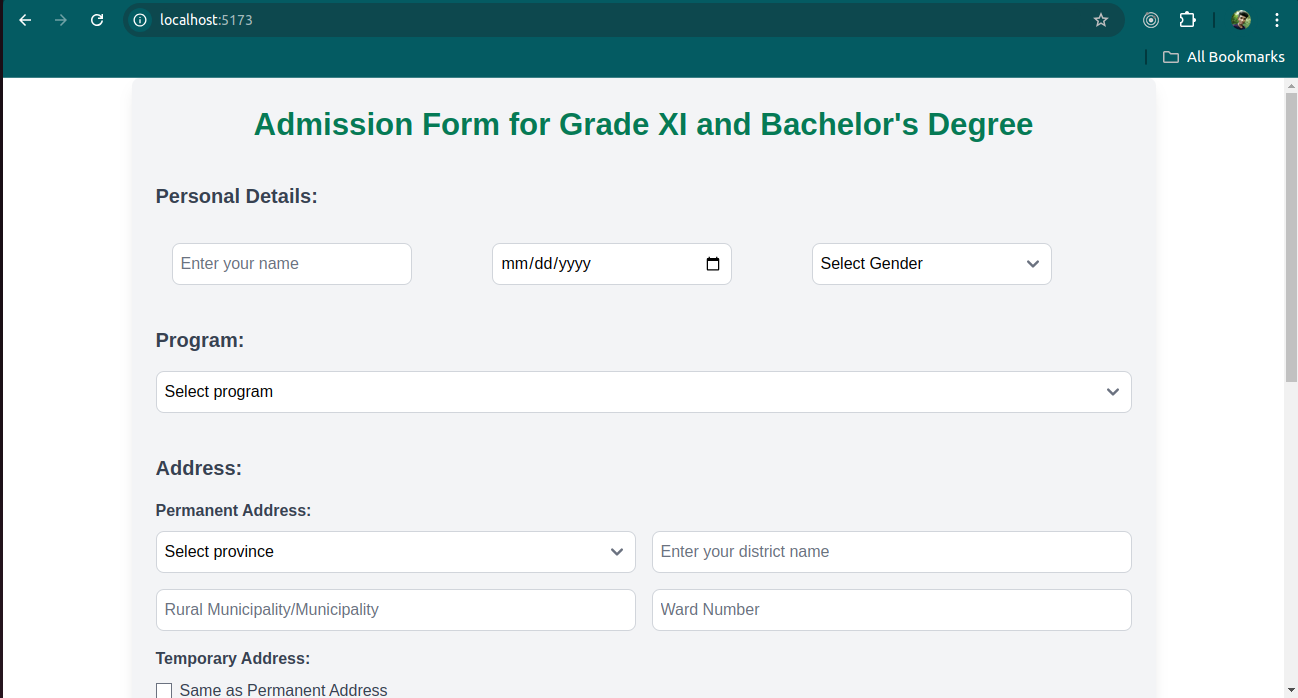 localhost:5173
All Bookmarks
Admission Form for Grade XI and Bachelor's Degree
Personal Details:
Enter your name mm/dd/yyyy Select Gender
Program:
Select program
Address:
Permanent Address:
Select province Enter your district name
Rural Municipality/Municipality Ward Number
Temporary Address:
Same as Permanent Address